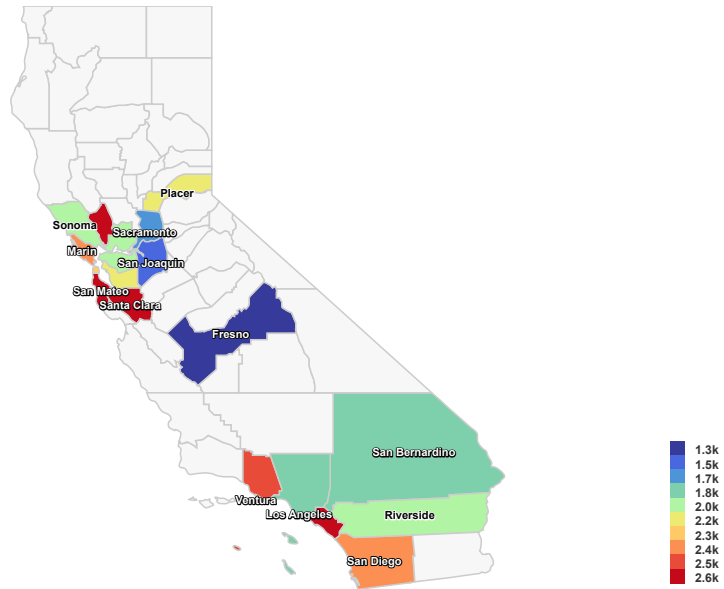 Placer
Sonoma
Sacramento
Marin
San Joaquin
San Mateo
Santa Clara
Fresno
San Bernardino
Ventura
Los Angeles
Riverside
San Diego
1.3k
1.5k
1.7k
1.8k
2.0k
2.2k
2.3k
2.4k
2.5k
2.6k